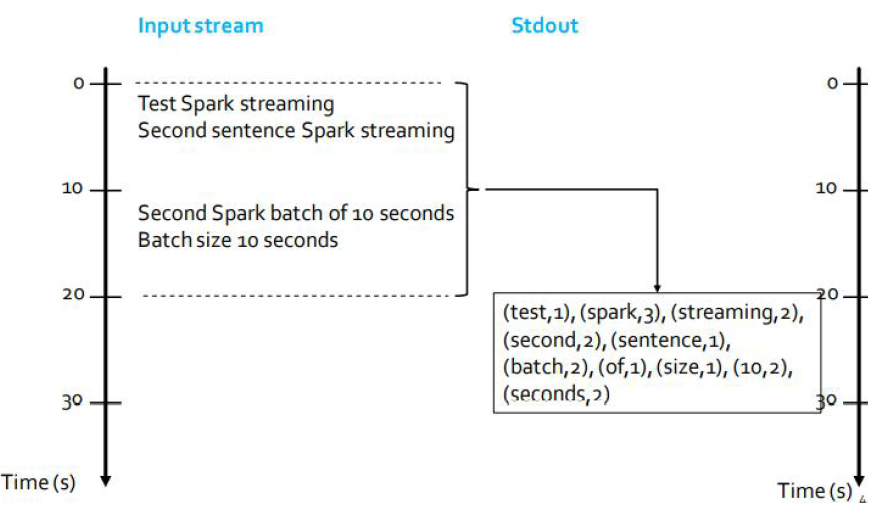 Input stream
Stdout
0
0
Test Spark streaming
Second sentence Spark streaming
10
10
Second Spark batch of 10 seconds
Batch size 10 seconds
20
20
(test,1), (spark,3), (streaming,2),
(second,2), (sentence,1),
(batch,2), (of,1), (size,1), (10,2),
(seconds,2)
30
30
Time (s)
Time (s)
4